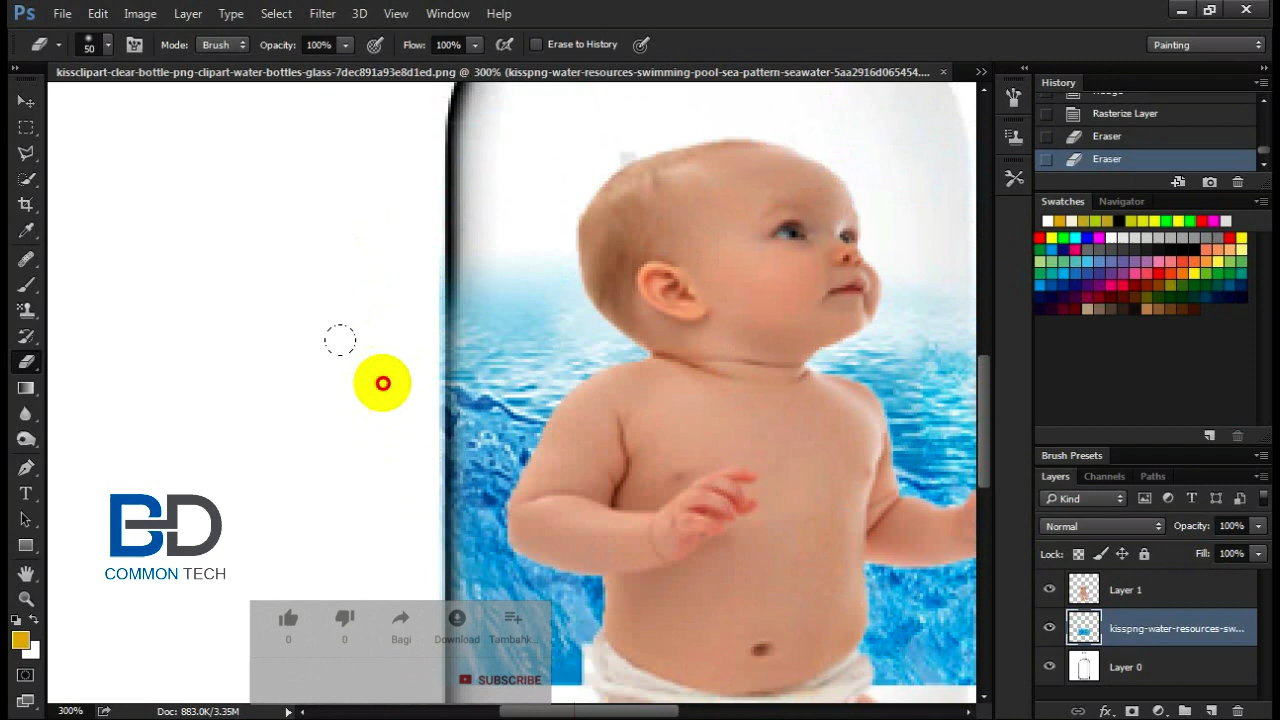 Ps File Edit Image Layer Type Select Filter 3D View Window Help
50 Mode: Brush Opacity: 100% Flow: 100% Erase to History Painting
kissclipart-clear-bottle-png-clipart-water-bottles-glass-7dec891a93e8d1ed.png @ 300% (kisspng-water-resources-swimming-pool-sea-pattern-seawater-5aa2916d065454....
History
Rasterize Layer
Eraser
Eraser
Swatches Navigator
Brush Presets
Layers Channels Paths
Kind
Normal Opacity: 100%
Lock: Fill: 100%
Layer 1
kisspng-water-resources-sw...
Layer 0
BD
COMMON TECH
0 0 Bagi Download Tambahk...
SUBSCRIBE
300% Doc: 883.0K/3.35M